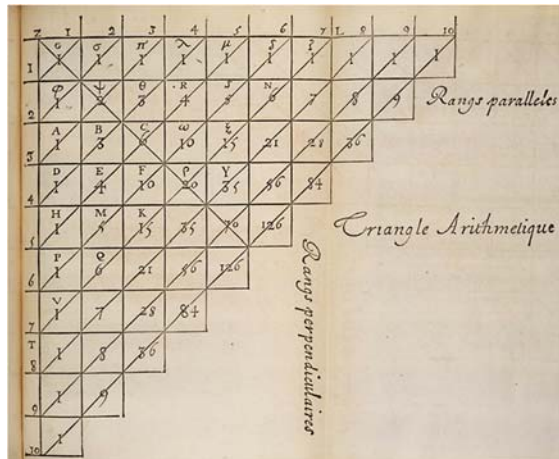 Z 1 2 3 4 5 6 7 L 8 9 10
σ π λ μ
1 1 1 1 1 1 1 1 1 1 1
φ ψ θ R S N
2 1 2 3 4 5 6 7 8 9
Rangs paralleles
A B C ω ξ
3 1 3 6 10 15 21 28 36
D E F ρ Y
4 1 4 10 20 35 56 84
H M K
5 1 5 15 35 70 126
Triangle Arithmetique
P Q
6 1 6 21 56 126
V
7 1 7 28 84
T
8 1 8 36
9 1 9
10 1
Rangs perpendiculaires